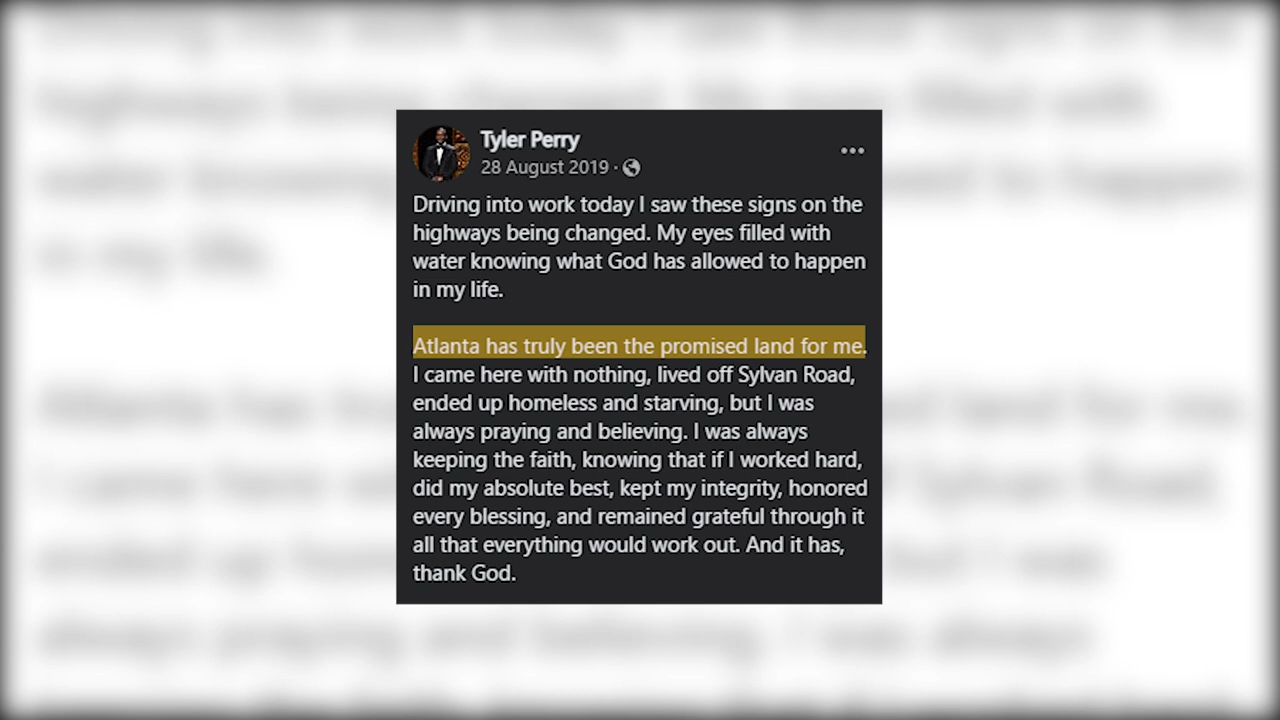 Tyler Perry
28 August 2019 ·
Driving into work today I saw these signs on the
highways being changed. My eyes filled with
water knowing what God has allowed to happen
in my life.
Atlanta has truly been the promised land for me.
I came here with nothing, lived off Sylvan Road,
ended up homeless and starving, but I was
always praying and believing. I was always
keeping the faith, knowing that if I worked hard,
did my absolute best, kept my integrity, honored
every blessing, and remained grateful through it
all that everything would work out. And it has,
thank God.